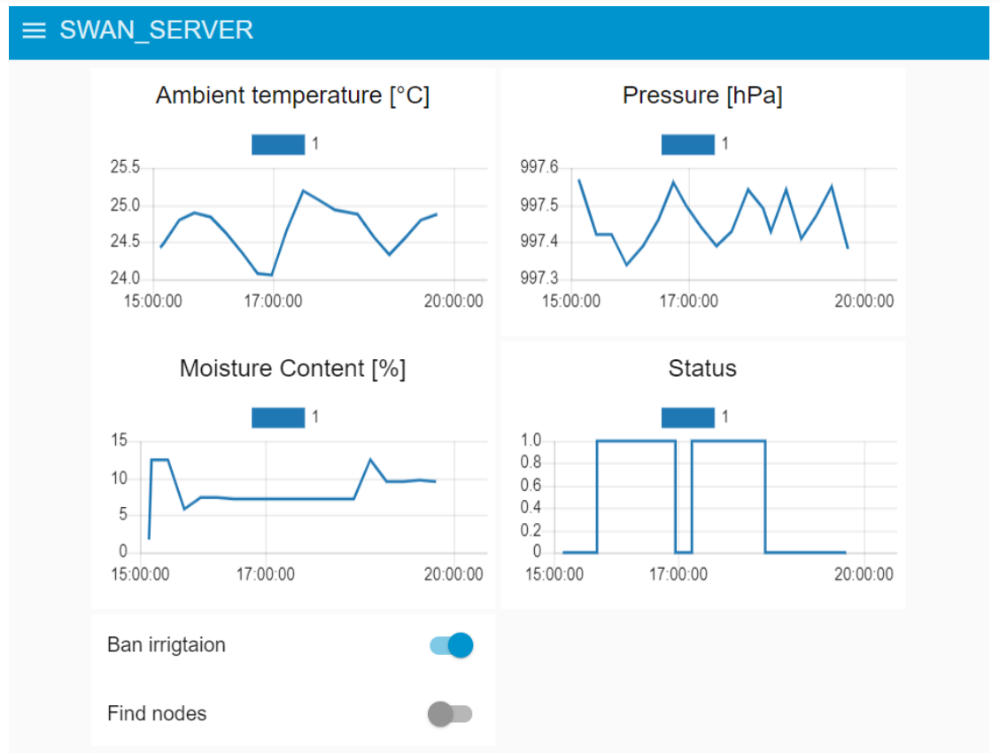 SWAN_SERVER
Ambient temperature [°C]
1
25.5
25.0
24.5
24.0
15:00:00 17:00:00 20:00:00
Pressure [hPa]
1
997.6
997.5
997.4
997.3
15:00:00 17:00:00 20:00:00
Moisture Content [%]
1
15
10
5
0
15:00:00 17:00:00 20:00:00
Status
1
1.0
0.8
0.6
0.4
0.2
0
15:00:00 17:00:00 20:00:00
Ban irrigtaion
Find nodes